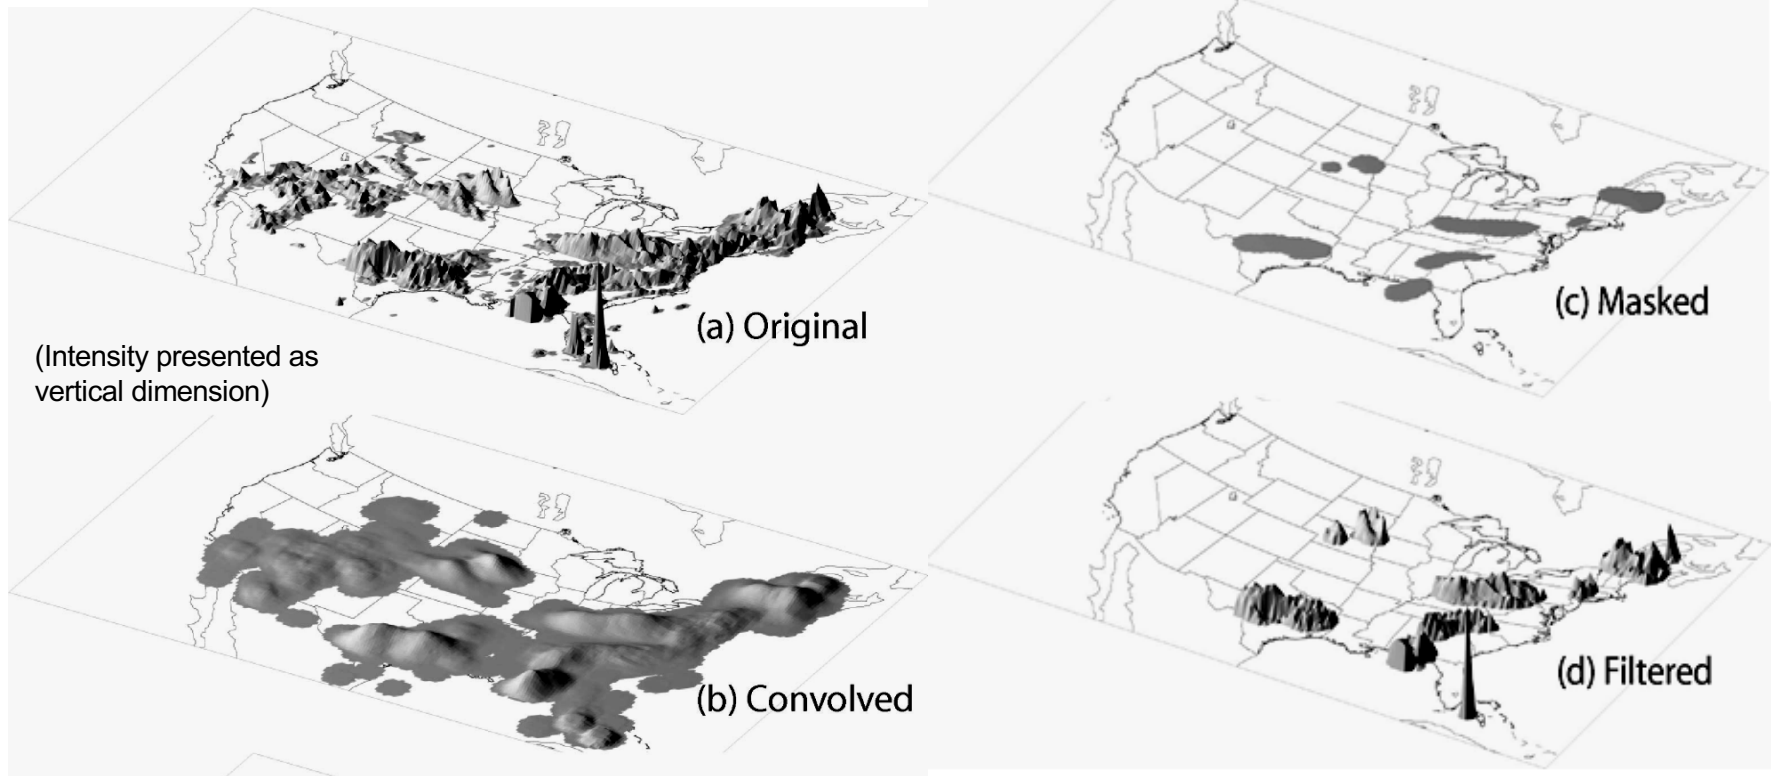 (a) Original
(Intensity presented as
vertical dimension)
(b) Convolved
(c) Masked
(d) Filtered